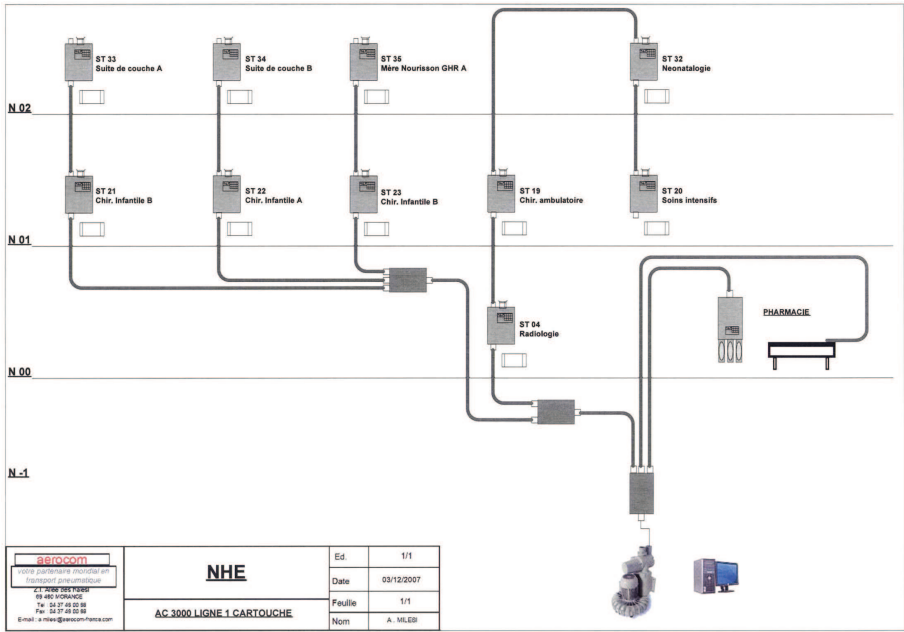 ST 33
Suite de couche A
ST 34
Suite de couche B
ST 35
Mére Nourisson GHR A
ST 32
Neonatalogie
N 02
ST 21
Chir. Infantile B
ST 22
Chir. Infantile A
ST 23
Chir. Infantile B
ST 19
Chir. ambulatoire
ST 20
Soins intensifs
N 01
ST 04
Radiologie
PHARMACIE
N 00
N -1
aerocom
votre partenaire mondial en
transport pneumatique
Z.I. Allée des
69 480 MORANCE
Tel : 04 37 46 00
Fax : 04 37 46 00
E-mail : a.milesi@aerocom-france.com
NHE
AC 3000 LIGNE 1 CARTOUCHE
Ed. 1/1
Date 03/12/2007
Feuille 1/1
Nom A . MILESI